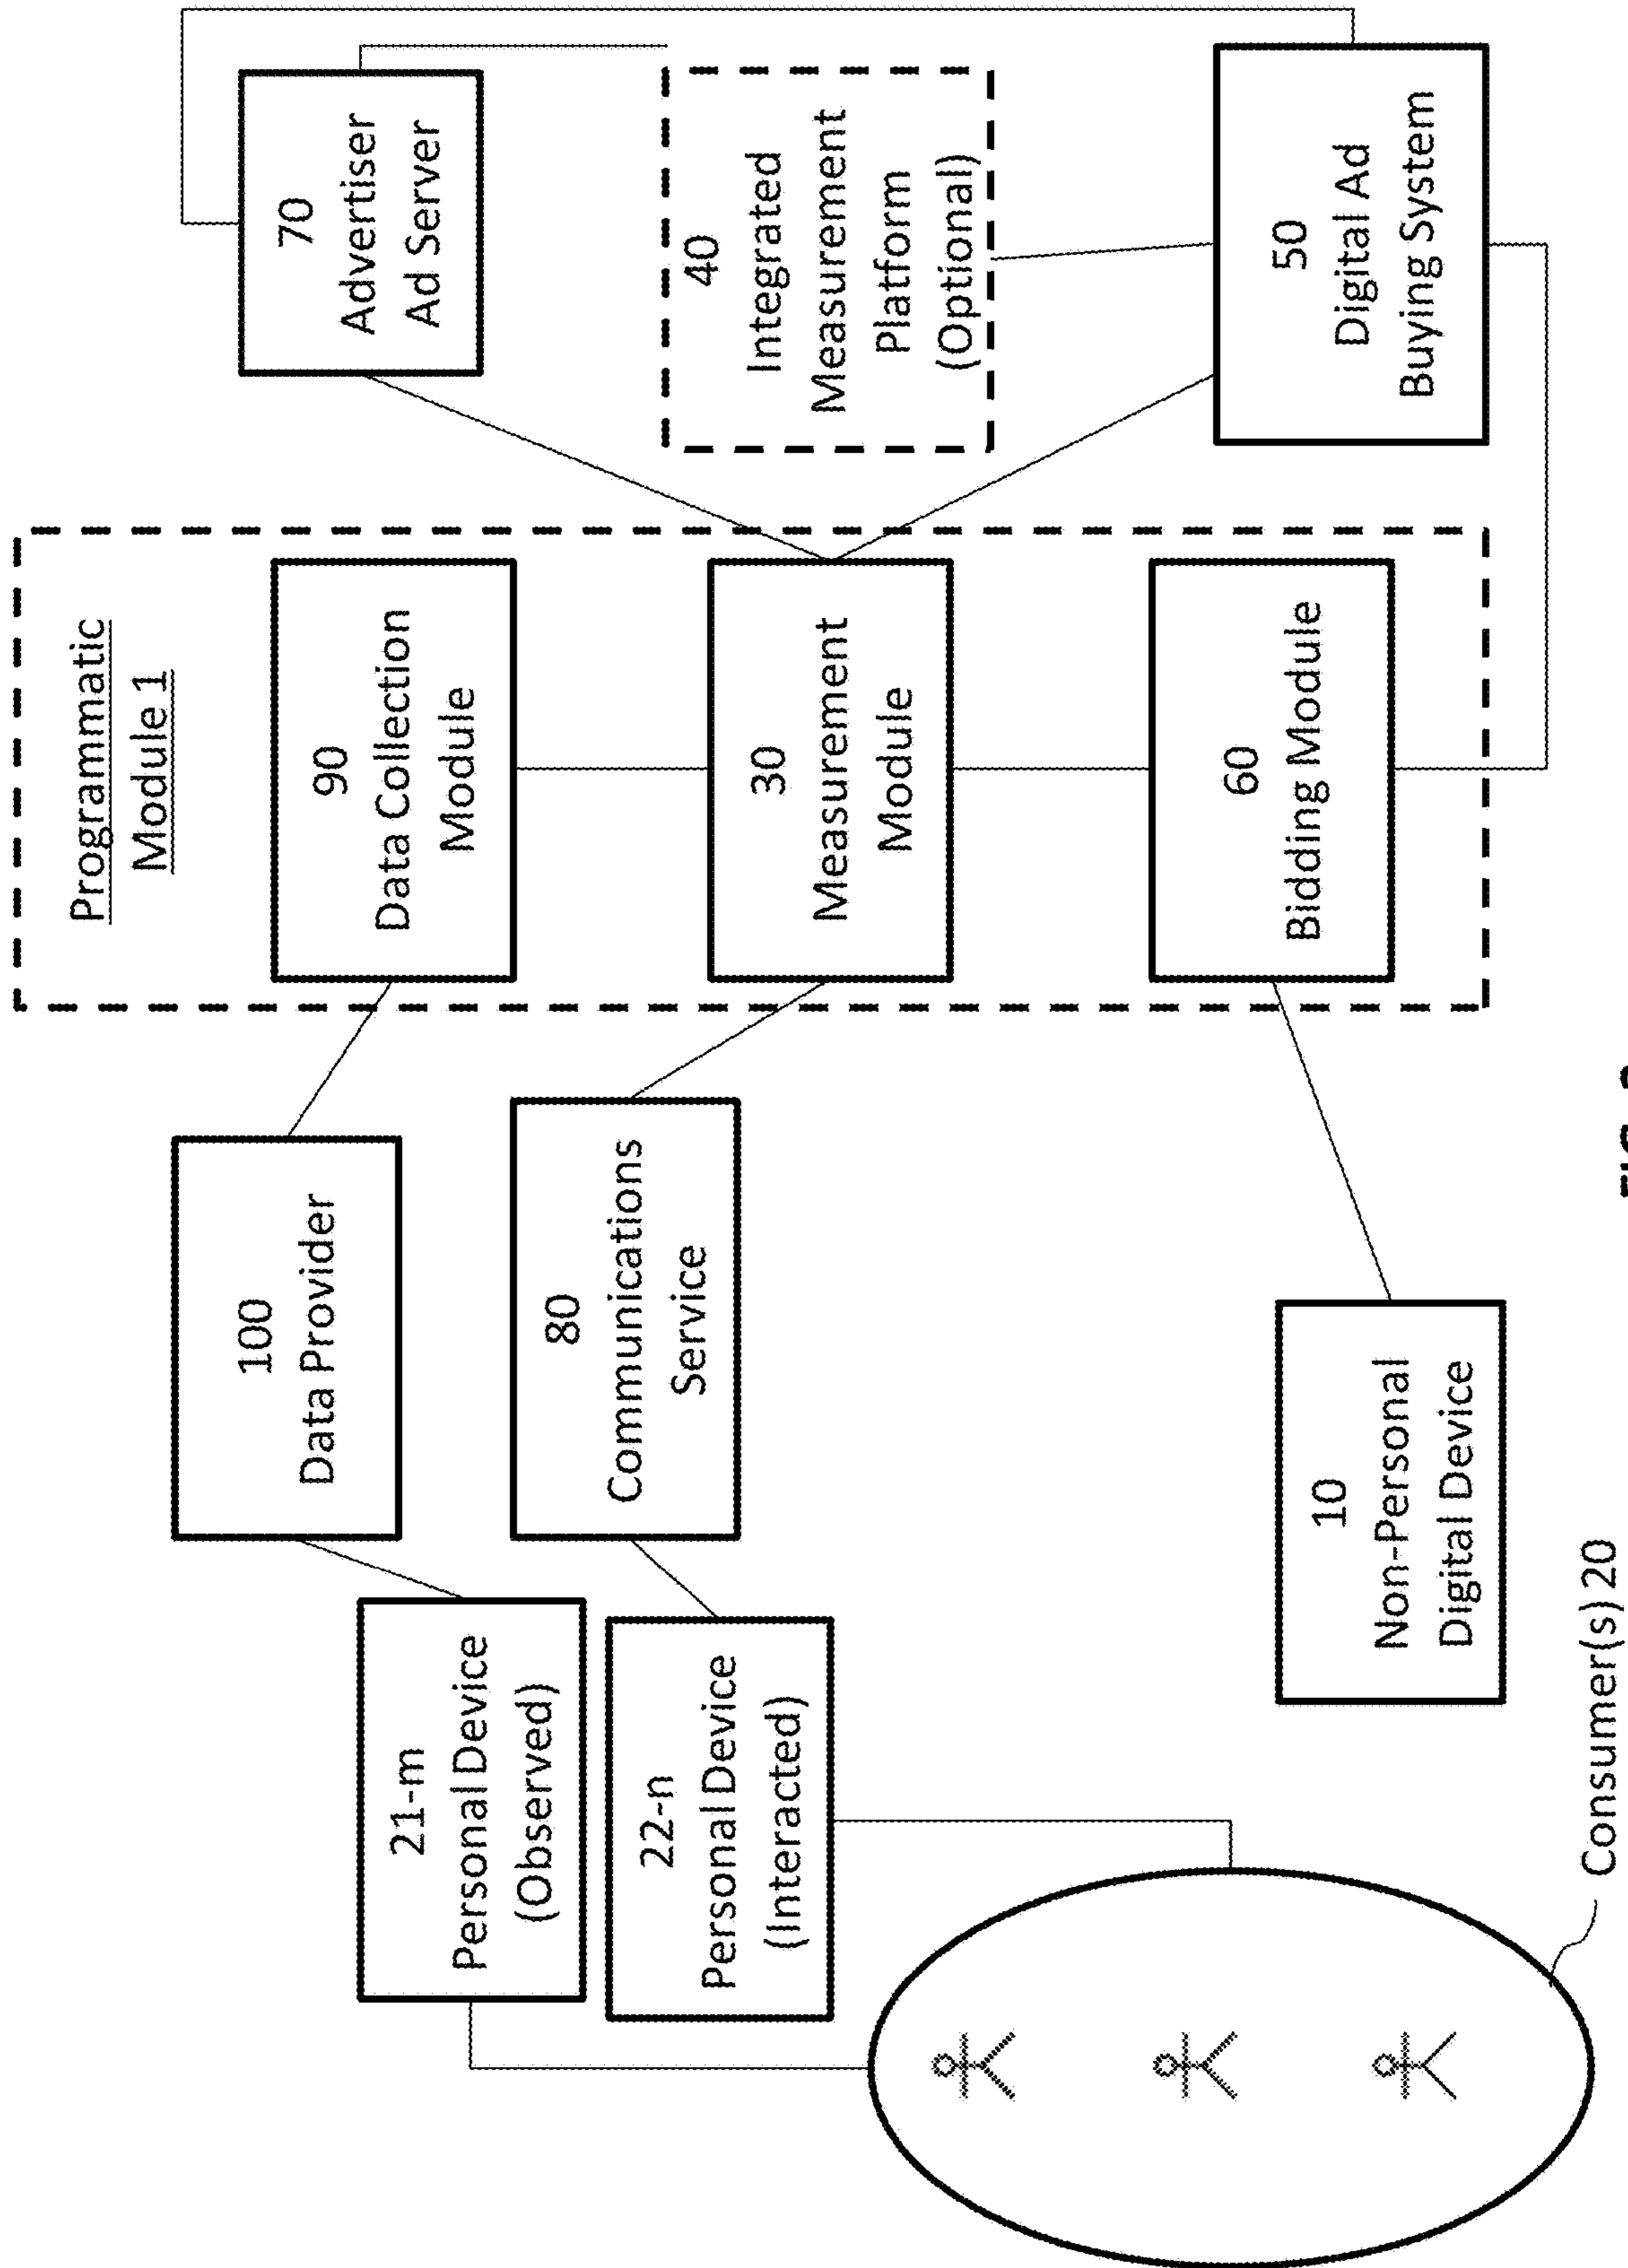 Programmatic
Module 1
100
Data Provider
21-m
Personal Device
(Observed)
80
Communications
Service
22-n
Personal Device
(Interacted)
90
Data Collection
Module
30
Measurement
Module
60
Bidding Module
70
Advertiser
Ad Server
40
Integrated
Measurement
Platform
(Optional)
50
Digital Ad
Buying System
10
Non-Personal
Digital Device
Consumer(s) 20
FIG.